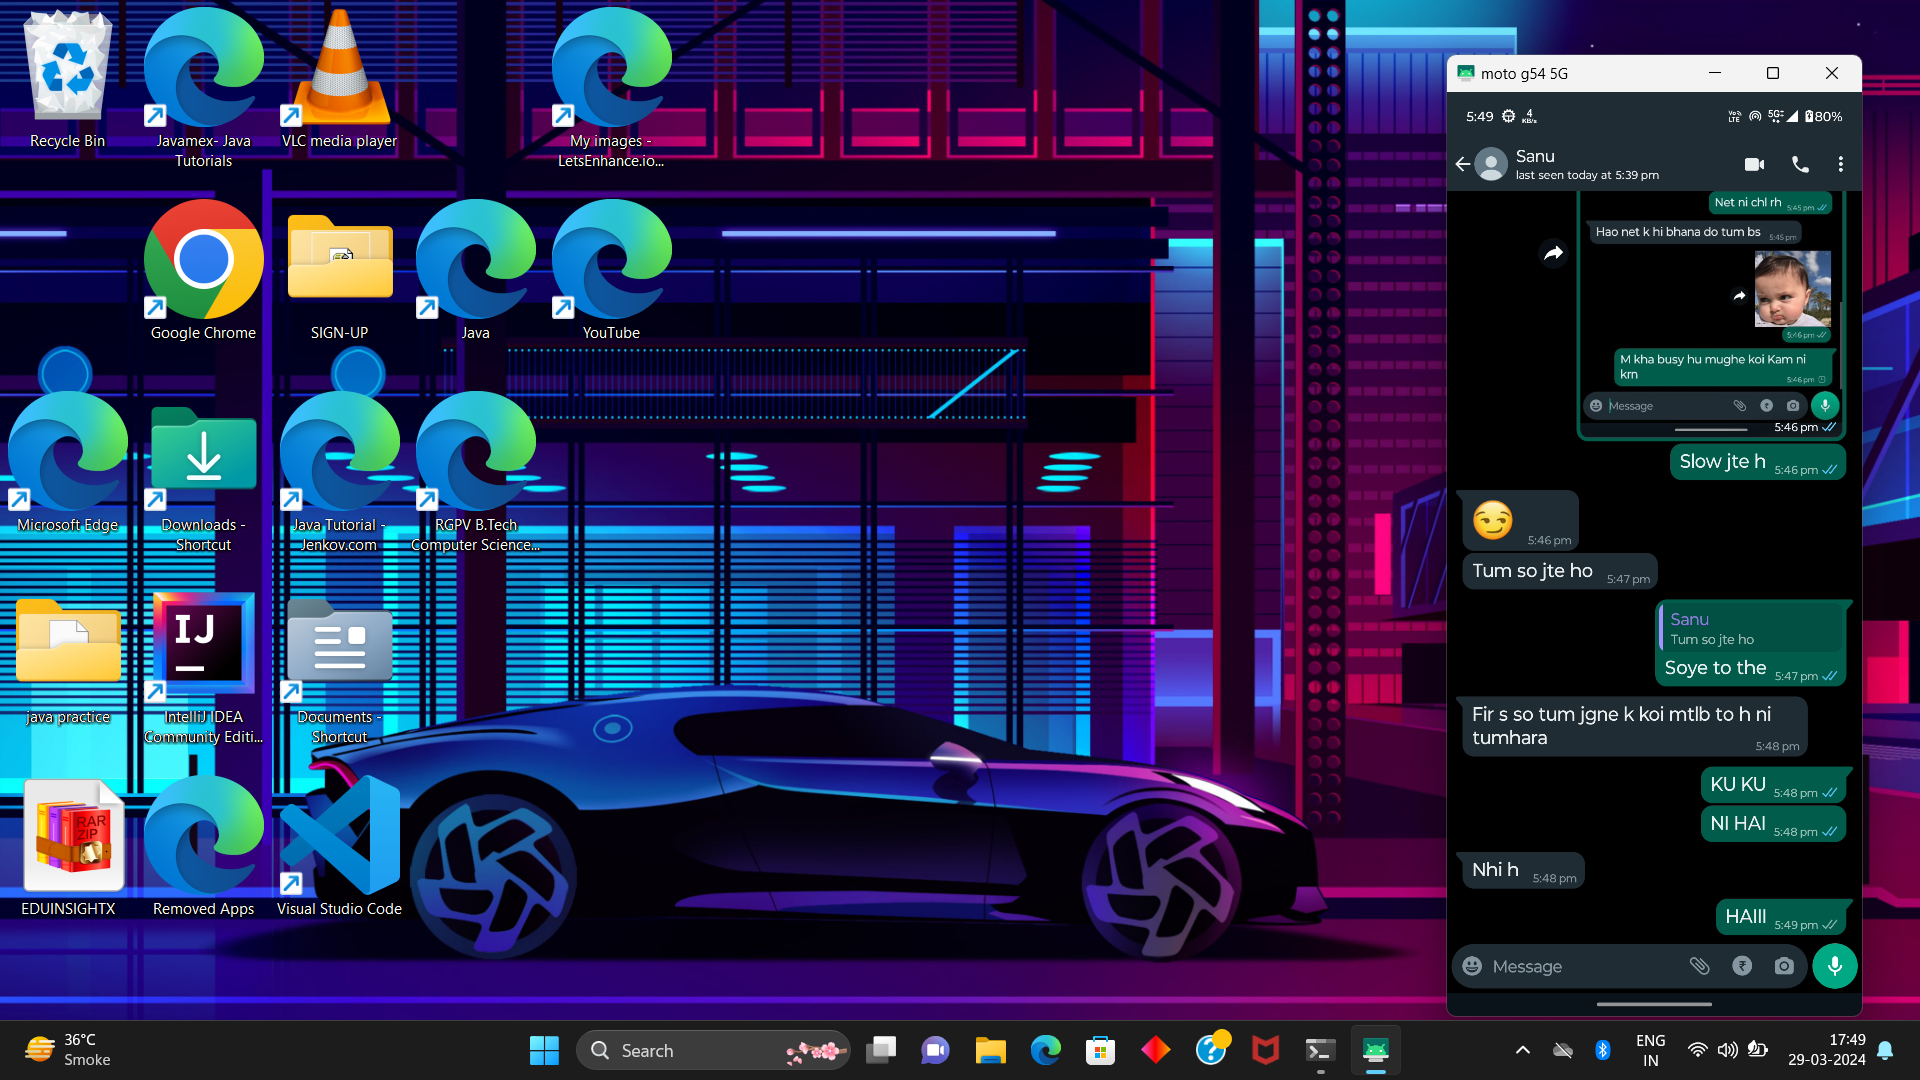 Recycle Bin
Javamex- Java
Tutorials
VLC media player
My images -
LetsEnhance.io...
Google Chrome
SIGN-UP
Java
YouTube
Microsoft Edge
Downloads -
Shortcut
Java Tutorial -
Jenkov.com
RGPV B.Tech
Computer Science...
java practice
IJ
IntelliJ IDEA
Community Editi...
Documents -
Shortcut
RAR
ZIP
EDUINSIGHTX
Removed Apps
Visual Studio Code
moto g54 5G
5:49 4 KB/s Vo LTE 5G 80%
Sanu
last seen today at 5:39 pm
Net ni chl rh 5:45 pm
Hao net k hi bhana do tum bs 5:45 pm
5:46 pm
M kha busy hu mughe koi Kam ni
krn 5:46 pm
Message
5:46 pm
Slow jte h 5:46 pm
5:46 pm
Tum so jte ho 5:47 pm
Sanu
Tum so jte ho
Soye to the 5:47 pm
Fir s so tum jgne k koi mtlb to h ni
tumhara 5:48 pm
KU KU 5:48 pm
NI HAI 5:48 pm
Nhi h 5:48 pm
HAIII 5:49 pm
Message
36°C
Smoke
Search
ENG
IN
17:49
29-03-2024